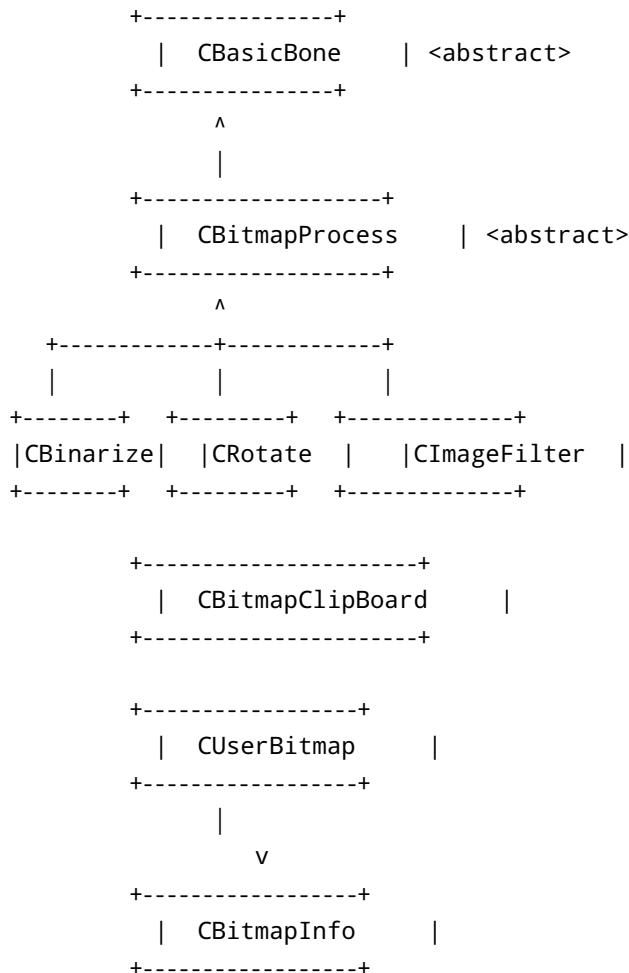 +----------------+
| CBasicBone | <abstract>
+----------------+
^
|
+--------------------+
| CBitmapProcess | <abstract>
+--------------------+
^
+-------------+-------------+
| | |
+--------+ +---------+ +--------------+
|CBinarize| |CRotate | |CImageFilter |
+--------+ +---------+ +--------------+
+-----------------------+
| CBitmapClipBoard |
+-----------------------+
+------------------+
| CUserBitmap |
+------------------+
|
v
+------------------+
| CBitmapInfo |
+------------------+